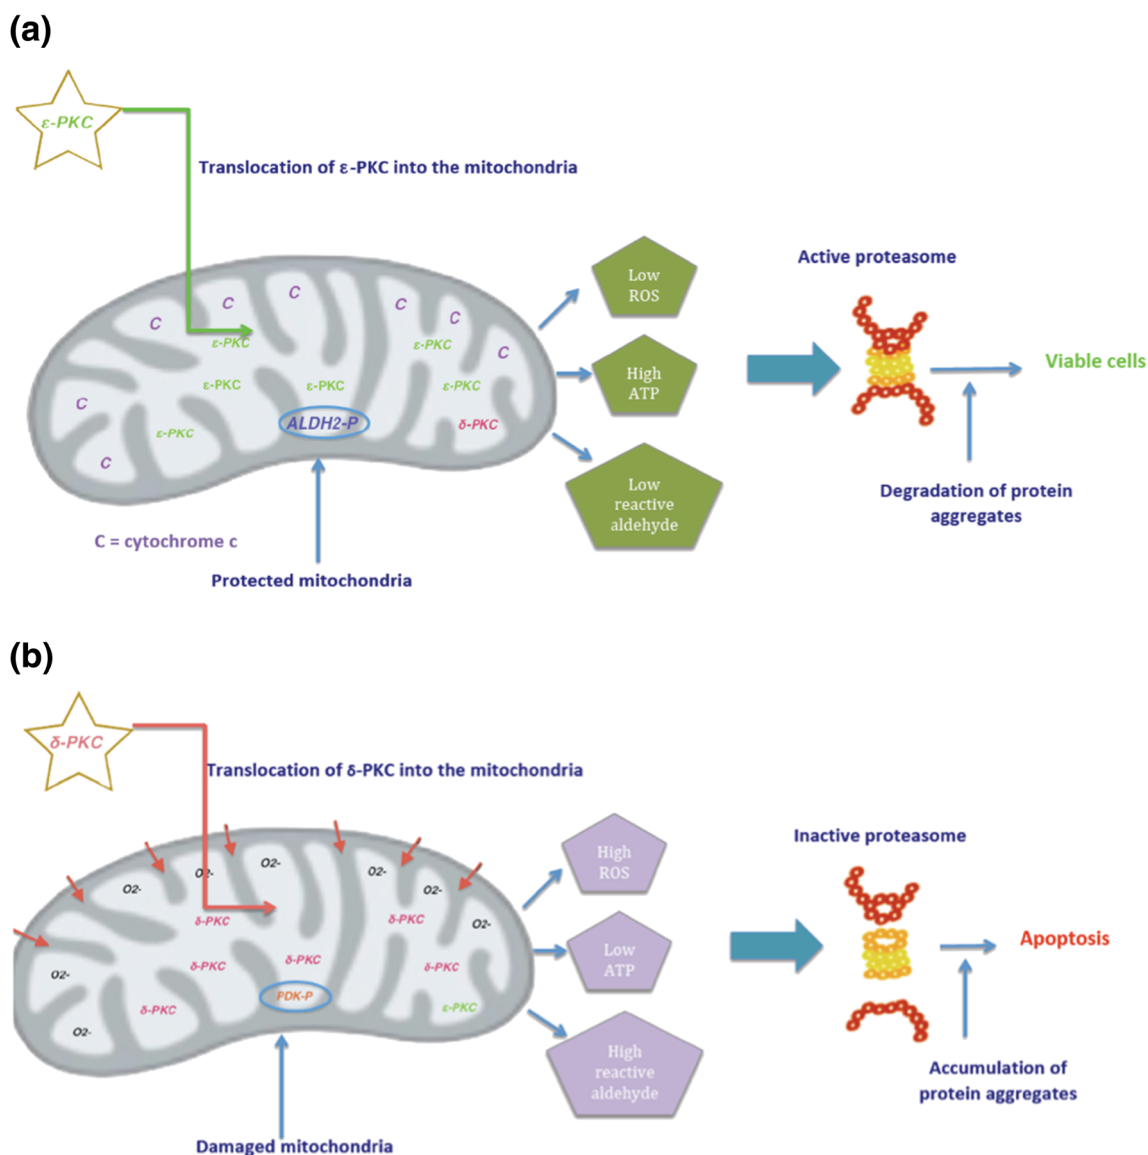 (a)
ε-PKC
Translocation of ε-PKC into the mitochondria
C
C
C
C
C
C
C
C
ε-PKC
ε-PKC
ε-PKC
ε-PKC
ε-PKC
ε-PKC
δ-PKC
ALDH2-P
Low
ROS
High
ATP
Low
reactive
aldehyde
Active proteasome
Viable cells
Degradation of protein
aggregates
C = cytochrome c
Protected mitochondria
(b)
δ-PKC
Translocation of δ-PKC into the mitochondria
O2-
O2-
O2-
O2-
O2-
O2-
O2-
O2-
δ-PKC
δ-PKC
δ-PKC
δ-PKC
δ-PKC
δ-PKC
ε-PKC
PDK-P
High
ROS
Low
ATP
High
reactive
aldehyde
Inactive proteasome
Apoptosis
Accumulation of
protein aggregates
Damaged mitochondria